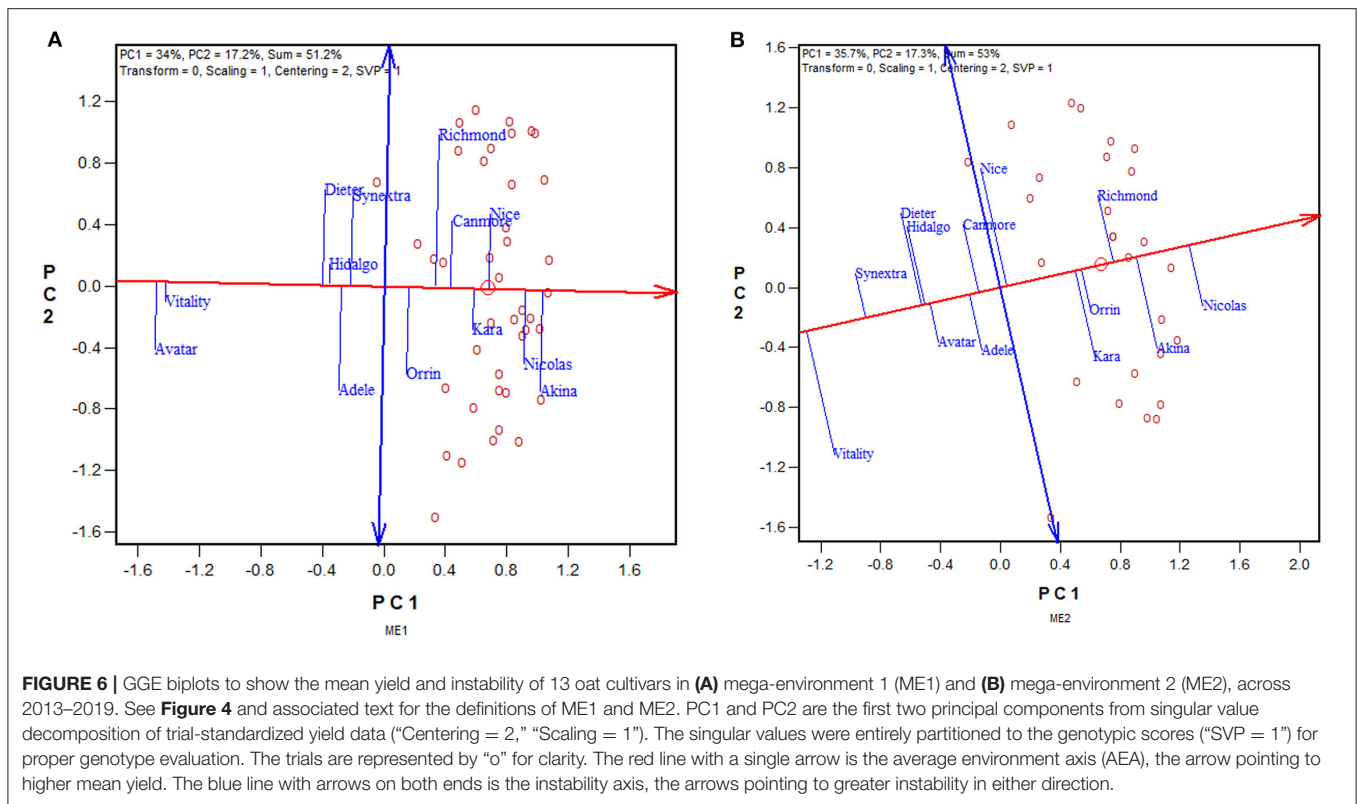 A
PC1 = 34%, PC2 = 17.2%, Sum = 51.2%
Transform = 0, Scaling = 1, Centering = 2, SVP = 1
1.2
0.8
0.4
0.0
-0.4
-0.8
-1.2
-1.6
PC2
Richmond
Dieter
Synextra
Nice
Canmore
Hidalgo
Vitality
Kara
Avatar
Nicolas
Orrin
Adele
Akina
-1.6
-1.2
-0.8
-0.4
0.0
0.4
0.8
1.2
1.6
PC1
ME1
B
PC1 = 35.7%, PC2 = 17.3%, Sum = 53%
Transform = 0, Scaling = 1, Centering = 2, SVP = 1
1.6
1.2
0.8
0.4
0.0
-0.4
-0.8
-1.2
-1.6
PC2
Nice
Richmond
Dieter
Hidalgo
Canmore
Synextra
Nicolas
Orrin
Avatar
Adele
Akina
Kara
Vitality
-1.2
-0.8
-0.4
0.0
0.4
0.8
1.2
1.6
2.0
PC1
ME2
FIGURE 6 | GGE biplots to show the mean yield and instability of 13 oat cultivars in (A) mega-environment 1 (ME1) and (B) mega-environment 2 (ME2), across
2013–2019. See Figure 4 and associated text for the definitions of ME1 and ME2. PC1 and PC2 are the first two principal components from singular value
decomposition of trial-standardized yield data (“Centering = 2,” “Scaling = 1”). The singular values were entirely partitioned to the genotypic scores (“SVP = 1”) for
proper genotype evaluation. The trials are represented by “o” for clarity. The red line with a single arrow is the average environment axis (AEA), the arrow pointing to
higher mean yield. The blue line with arrows on both ends is the instability axis, the arrows pointing to greater instability in either direction.